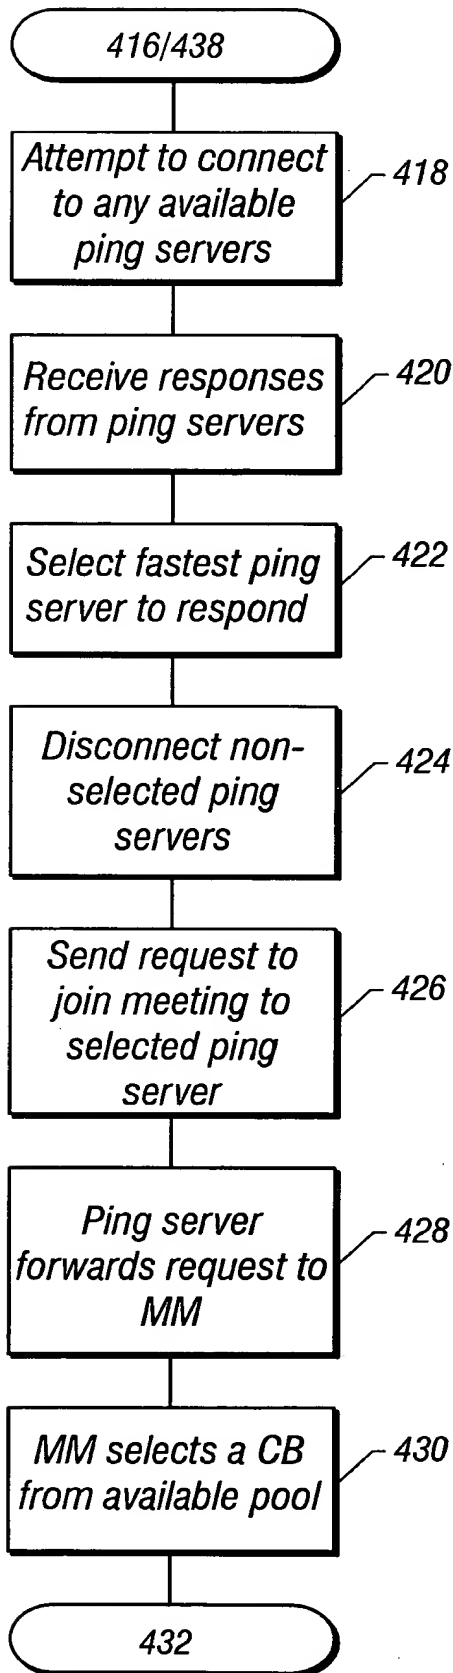 416/438
Attempt to connect
to any available
ping servers
418
Receive responses
from ping servers
420
Select fastest ping
server to respond
422
Disconnect non-
selected ping
servers
424
Send request to
join meeting to
selected ping
server
426
Ping server
forwards request to
MM
428
MM selects a CB
from available pool
430
432